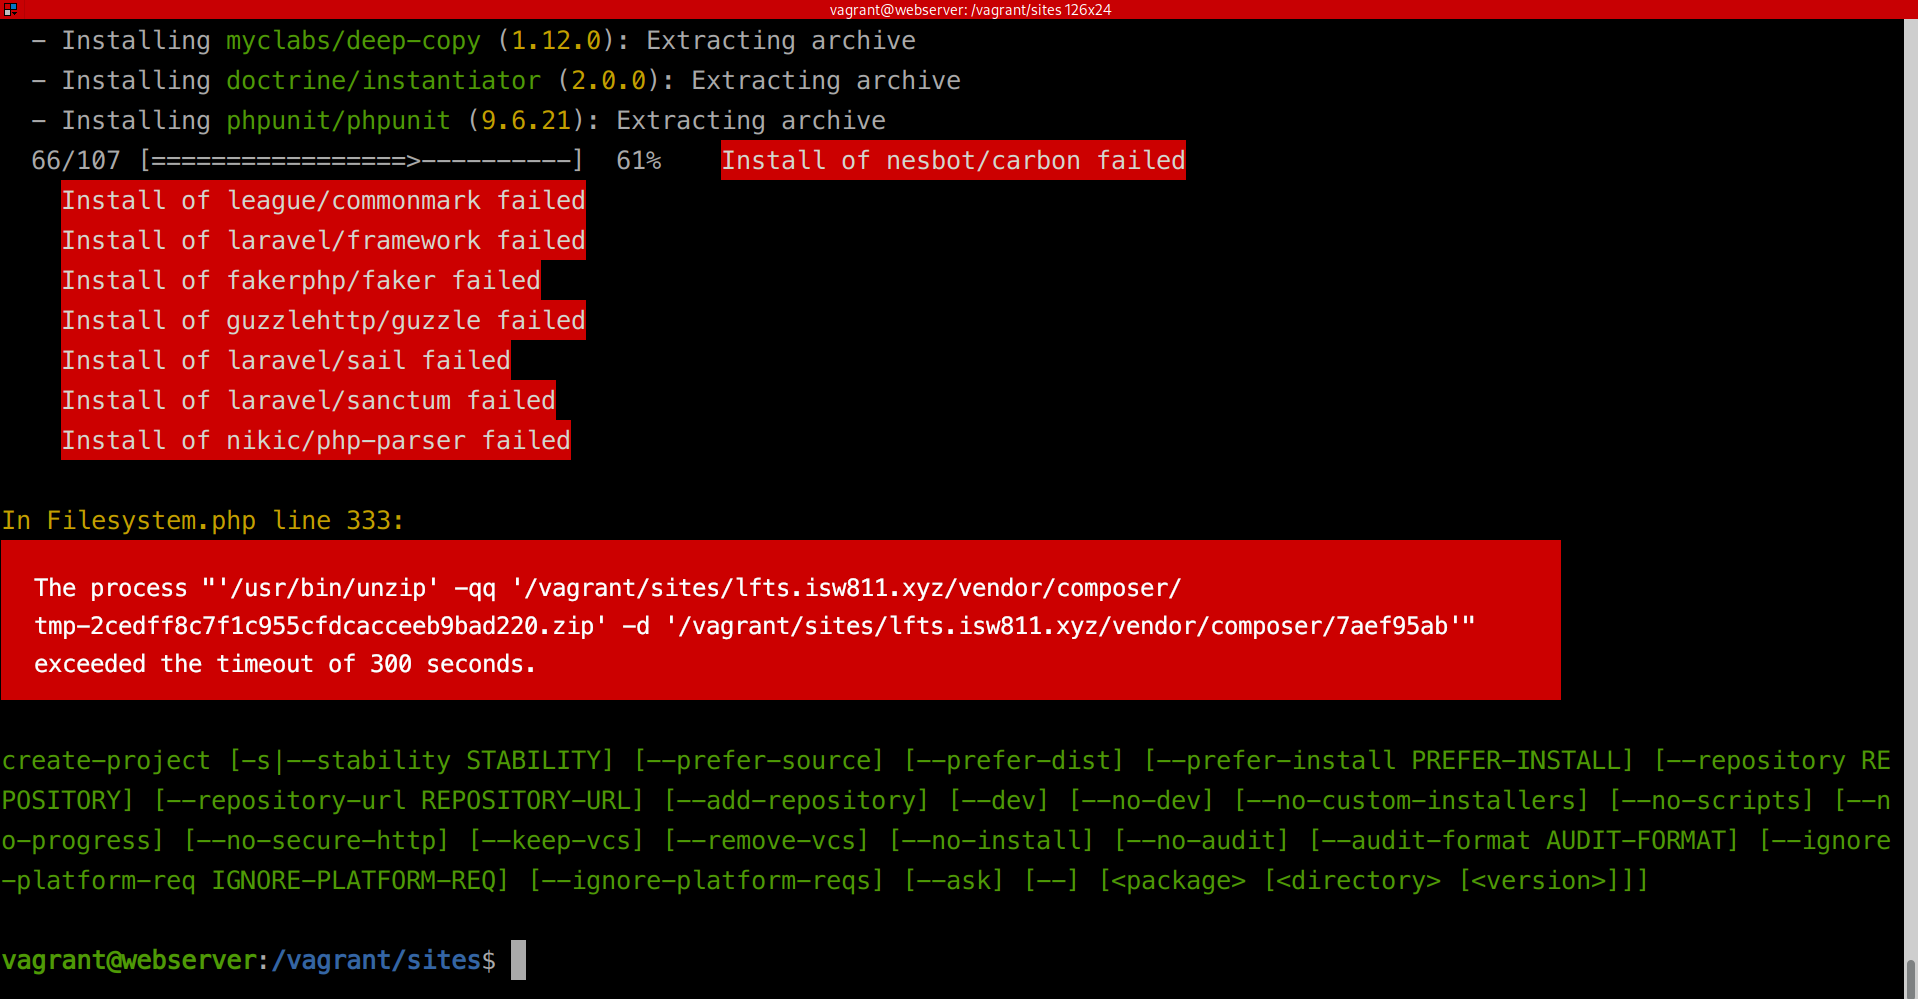 vagrant@webserver: /vagrant/sites 126x24
- Installing myclabs/deep-copy (1.12.0): Extracting archive
- Installing doctrine/instantiator (2.0.0): Extracting archive
- Installing phpunit/phpunit (9.6.21): Extracting archive
66/107 [=================>----------]  61%    Install of nesbot/carbon failed
Install of league/commonmark failed
Install of laravel/framework failed
Install of fakerphp/faker failed
Install of guzzlehttp/guzzle failed
Install of laravel/sail failed
Install of laravel/sanctum failed
Install of nikic/php-parser failed
In Filesystem.php line 333:
The process "'/usr/bin/unzip' -qq '/vagrant/sites/lfts.isw811.xyz/vendor/composer/
tmp-2cedff8c7f1c955cfdcacceeb9bad220.zip' -d '/vagrant/sites/lfts.isw811.xyz/vendor/composer/7aef95ab'"
exceeded the timeout of 300 seconds.
create-project [-s|--stability STABILITY] [--prefer-source] [--prefer-dist] [--prefer-install PREFER-INSTALL] [--repository RE
POSITORY] [--repository-url REPOSITORY-URL] [--add-repository] [--dev] [--no-dev] [--no-custom-installers] [--no-scripts] [--n
o-progress] [--no-secure-http] [--keep-vcs] [--remove-vcs] [--no-install] [--no-audit] [--audit-format AUDIT-FORMAT] [--ignore
-platform-req IGNORE-PLATFORM-REQ] [--ignore-platform-reqs] [--ask] [--] [<package> [<directory> [<version>]]]
vagrant@webserver:/vagrant/sites$